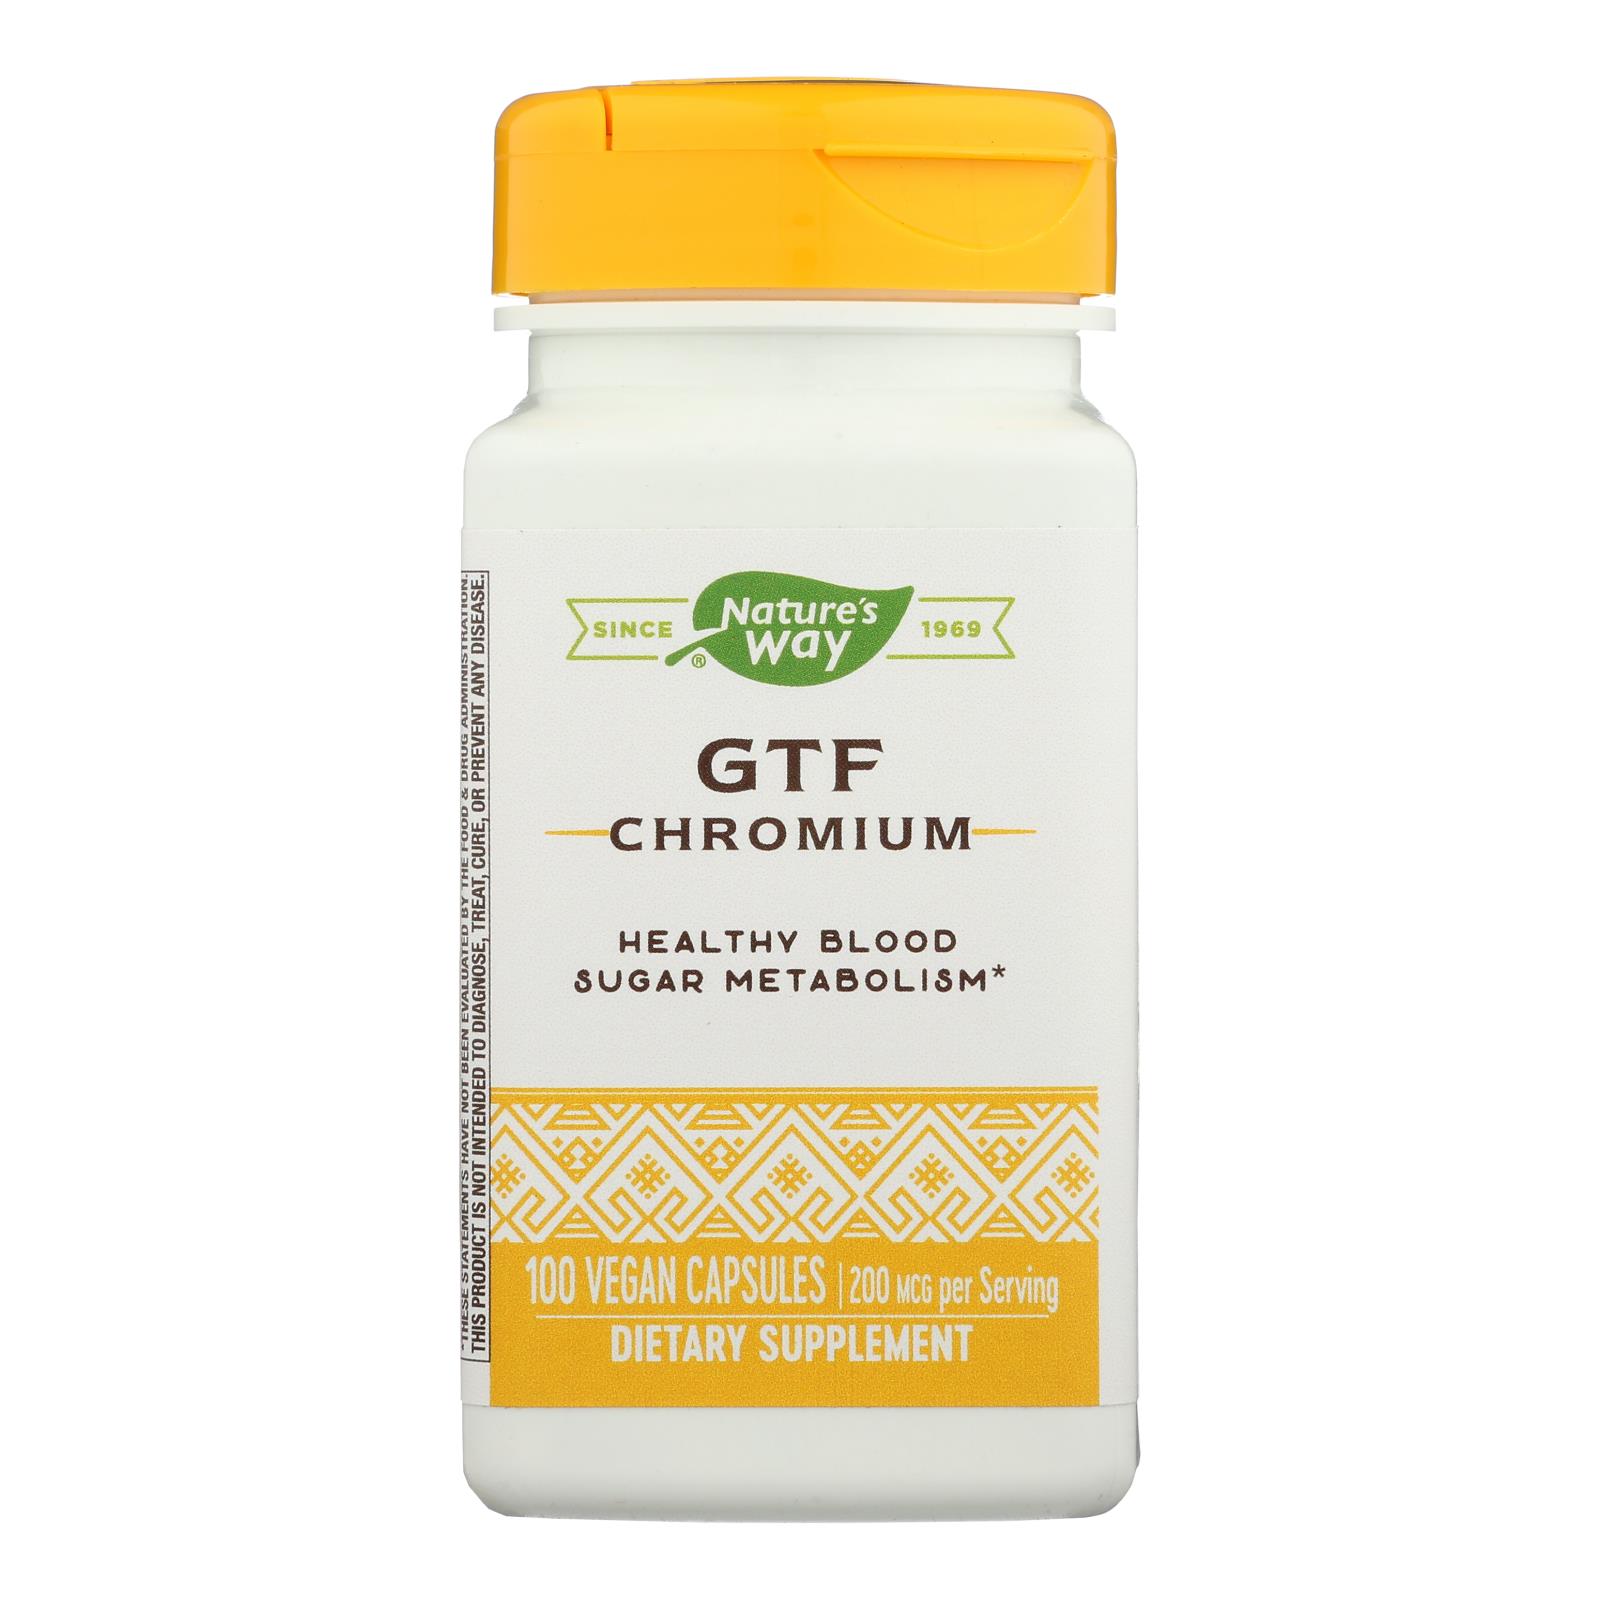 SINCE
Nature's
Way
®
1969
GTF
CHROMIUM
HEALTHY BLOOD
SUGAR METABOLISM*
100 VEGAN CAPSULES | 200 MCG per Serving
DIETARY SUPPLEMENT
*THESE STATEMENTS HAVE NOT BEEN EVALUATED BY THE FOOD & DRUG ADMINISTRATION.
THIS PRODUCT IS NOT INTENDED TO DIAGNOSE, TREAT, CURE, OR PREVENT ANY DISEASE.